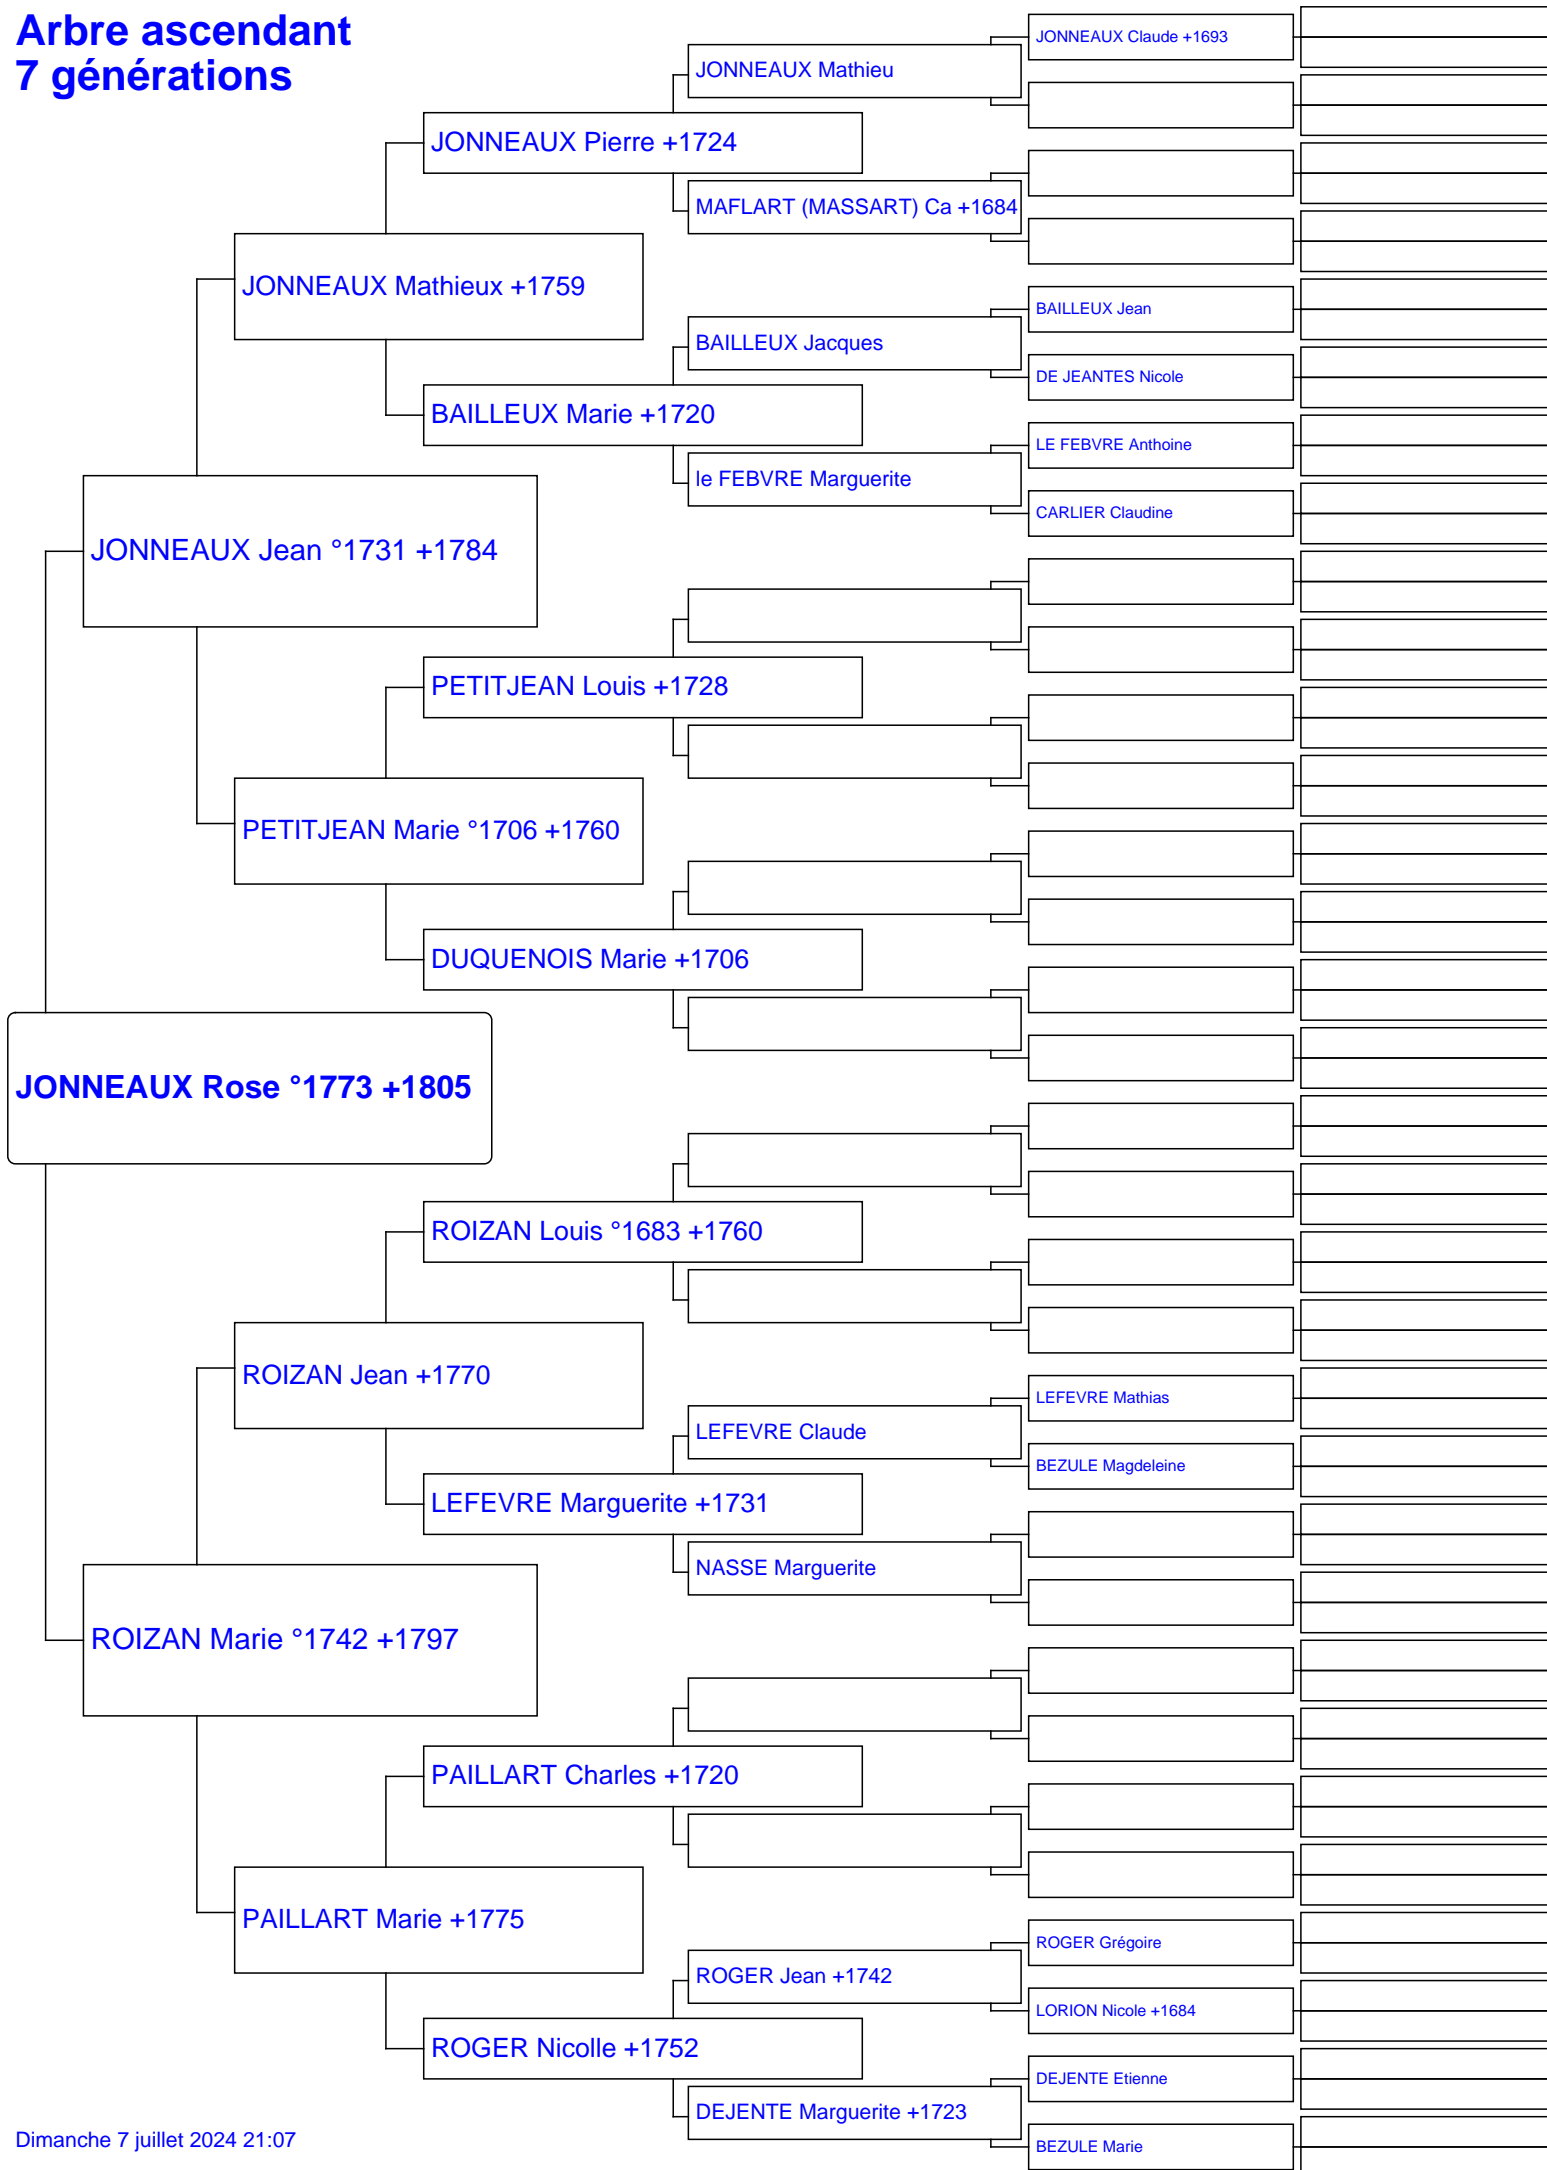 Arbre ascendant
7 générations
JONNEAUX Claude +1693
JONNEAUX Mathieu
JONNEAUX Pierre +1724
MAFLART (MASSART) Ca +1684
JONNEAUX Mathieux +1759
BAILLEUX Jean
BAILLEUX Jacques
DE JEANTES Nicole
BAILLEUX Marie +1720
LE FEBVRE Anthoine
le FEBVRE Marguerite
CARLIER Claudine
JONNEAUX Jean °1731 +1784
PETITJEAN Louis +1728
PETITJEAN Marie °1706 +1760
DUQUENOIS Marie +1706
JONNEAUX Rose °1773 +1805
ROIZAN Louis °1683 +1760
ROIZAN Jean +1770
LEFEVRE Mathias
LEFEVRE Claude
BEZULE Magdeleine
LEFEVRE Marguerite +1731
NASSE Marguerite
ROIZAN Marie °1742 +1797
PAILLART Charles +1720
PAILLART Marie +1775
ROGER Grégoire
ROGER Jean +1742
LORION Nicole +1684
ROGER Nicolle +1752
DEJENTE Etienne
DEJENTE Marguerite +1723
BEZULE Marie
Dimanche 7 juillet 2024 21:07